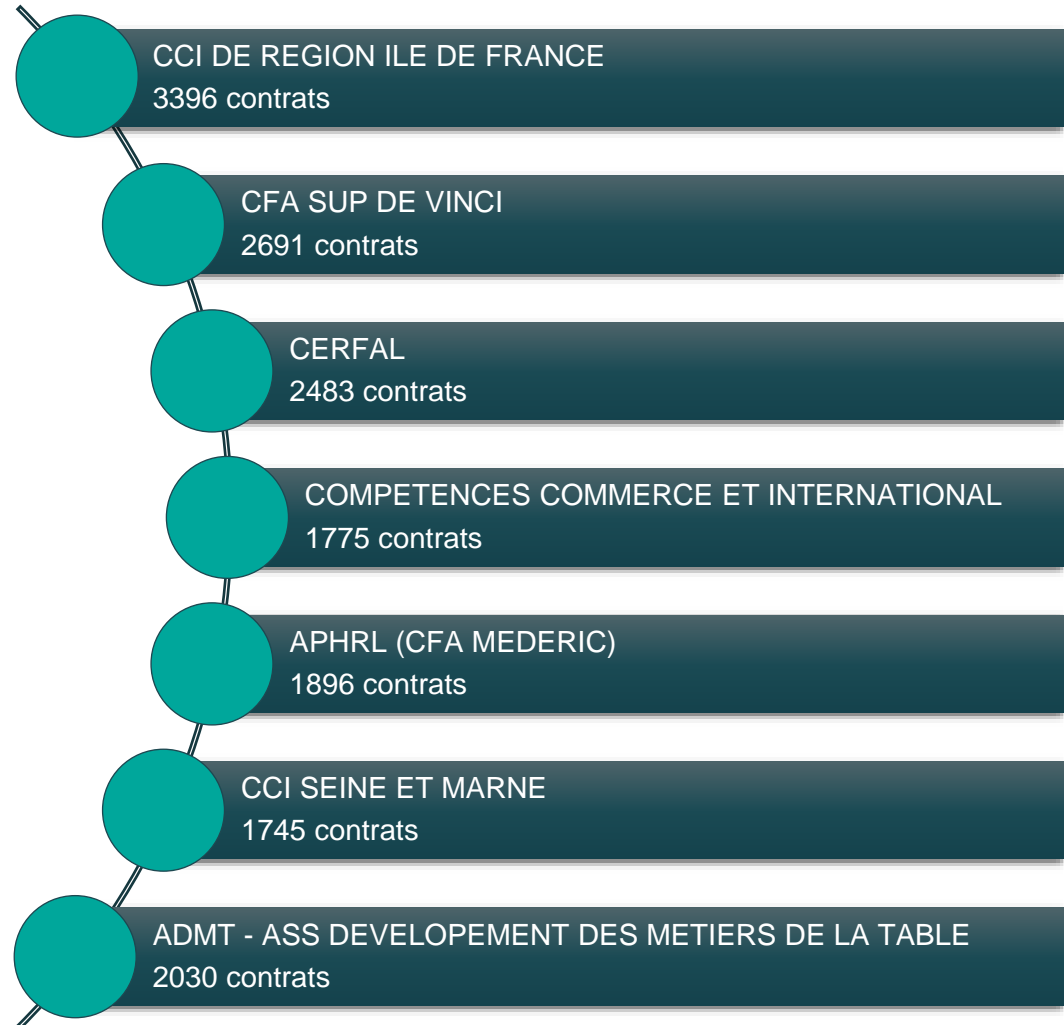 CCI DE REGION ILE DE FRANCE
3396 contrats
CFA SUP DE VINCI
2691 contrats
CERFAL
2483 contrats
COMPETENCES COMMERCE ET INTERNATIONAL
1775 contrats
APHRL (CFA MEDERIC)
1896 contrats
CCI SEINE ET MARNE
1745 contrats
ADMT - ASS DEVELOPEMENT DES METIERS DE LA TABLE
2030 contrats